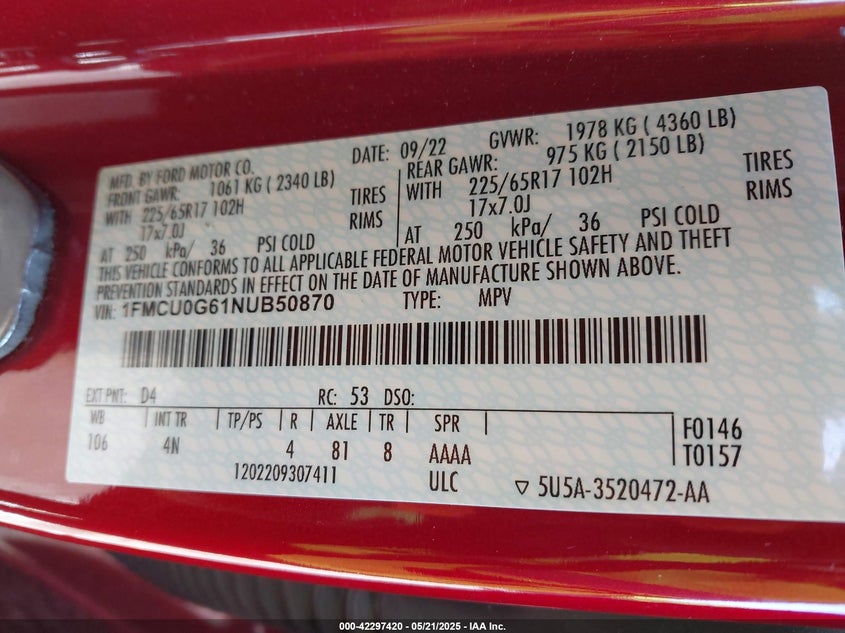 MFD. BY FORD MOTOR CO.
DATE: 09/22
GVWR: 1978 KG ( 4360 LB)
FRONT GAWR: 1061 KG ( 2340 LB)
WITH 225/65R17 102H TIRES
17x7.0J RIMS
AT 250 kPa/ 36 PSI COLD
REAR GAWR: 975 KG ( 2150 LB)
WITH 225/65R17 102H TIRES
17x7.0J RIMS
AT 250 kPa/ 36 PSI COLD
THIS VEHICLE CONFORMS TO ALL APPLICABLE FEDERAL MOTOR VEHICLE SAFETY AND THEFT
PREVENTION STANDARDS IN EFFECT ON THE DATE OF MANUFACTURE SHOWN ABOVE.
VIN: 1FMCU0G61NUB50870 TYPE: MPV
EXT PNT: D4 RC: 53 DSO:
WB INT TR TP/PS R AXLE TR SPR
106 4N 4 81 8 AAAA
F0146
T0157
1202209307411 ULC ▽ 5U5A-3520472-AA
000-42297420 - 05/21/2025 - IAA Inc.